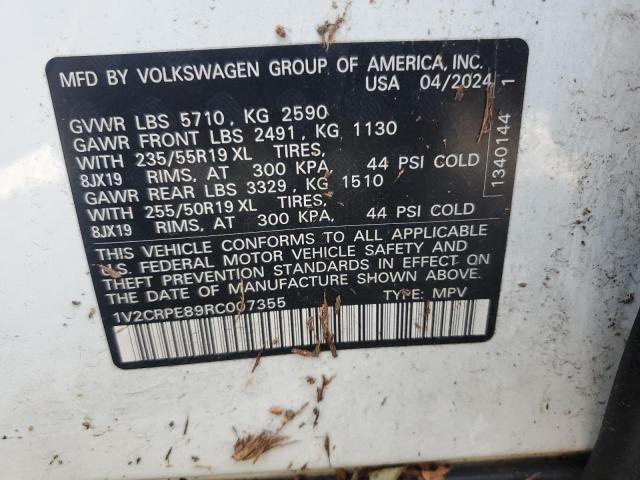 MFD BY VOLKSWAGEN GROUP OF AMERICA, INC.
USA 04/2024
GVWR LBS 5710, KG 2590
GAWR FRONT LBS 2491, KG 1130
WITH 235/55R19 XL TIRES,
8JX19 RIMS, AT 300 KPA, 44 PSI COLD
GAWR REAR LBS 3329, KG 1510
WITH 255/50R19 XL TIRES,
8JX19 RIMS, AT 300 KPA, 44 PSI COLD
THIS VEHICLE CONFORMS TO ALL APPLICABLE
U.S. FEDERAL MOTOR VEHICLE SAFETY AND
THEFT PREVENTION STANDARDS IN EFFECT ON
THE DATE OF MANUFACTURE SHOWN ABOVE.
1V2CRPE89RC007355 TYPE: MPV
1340144 1